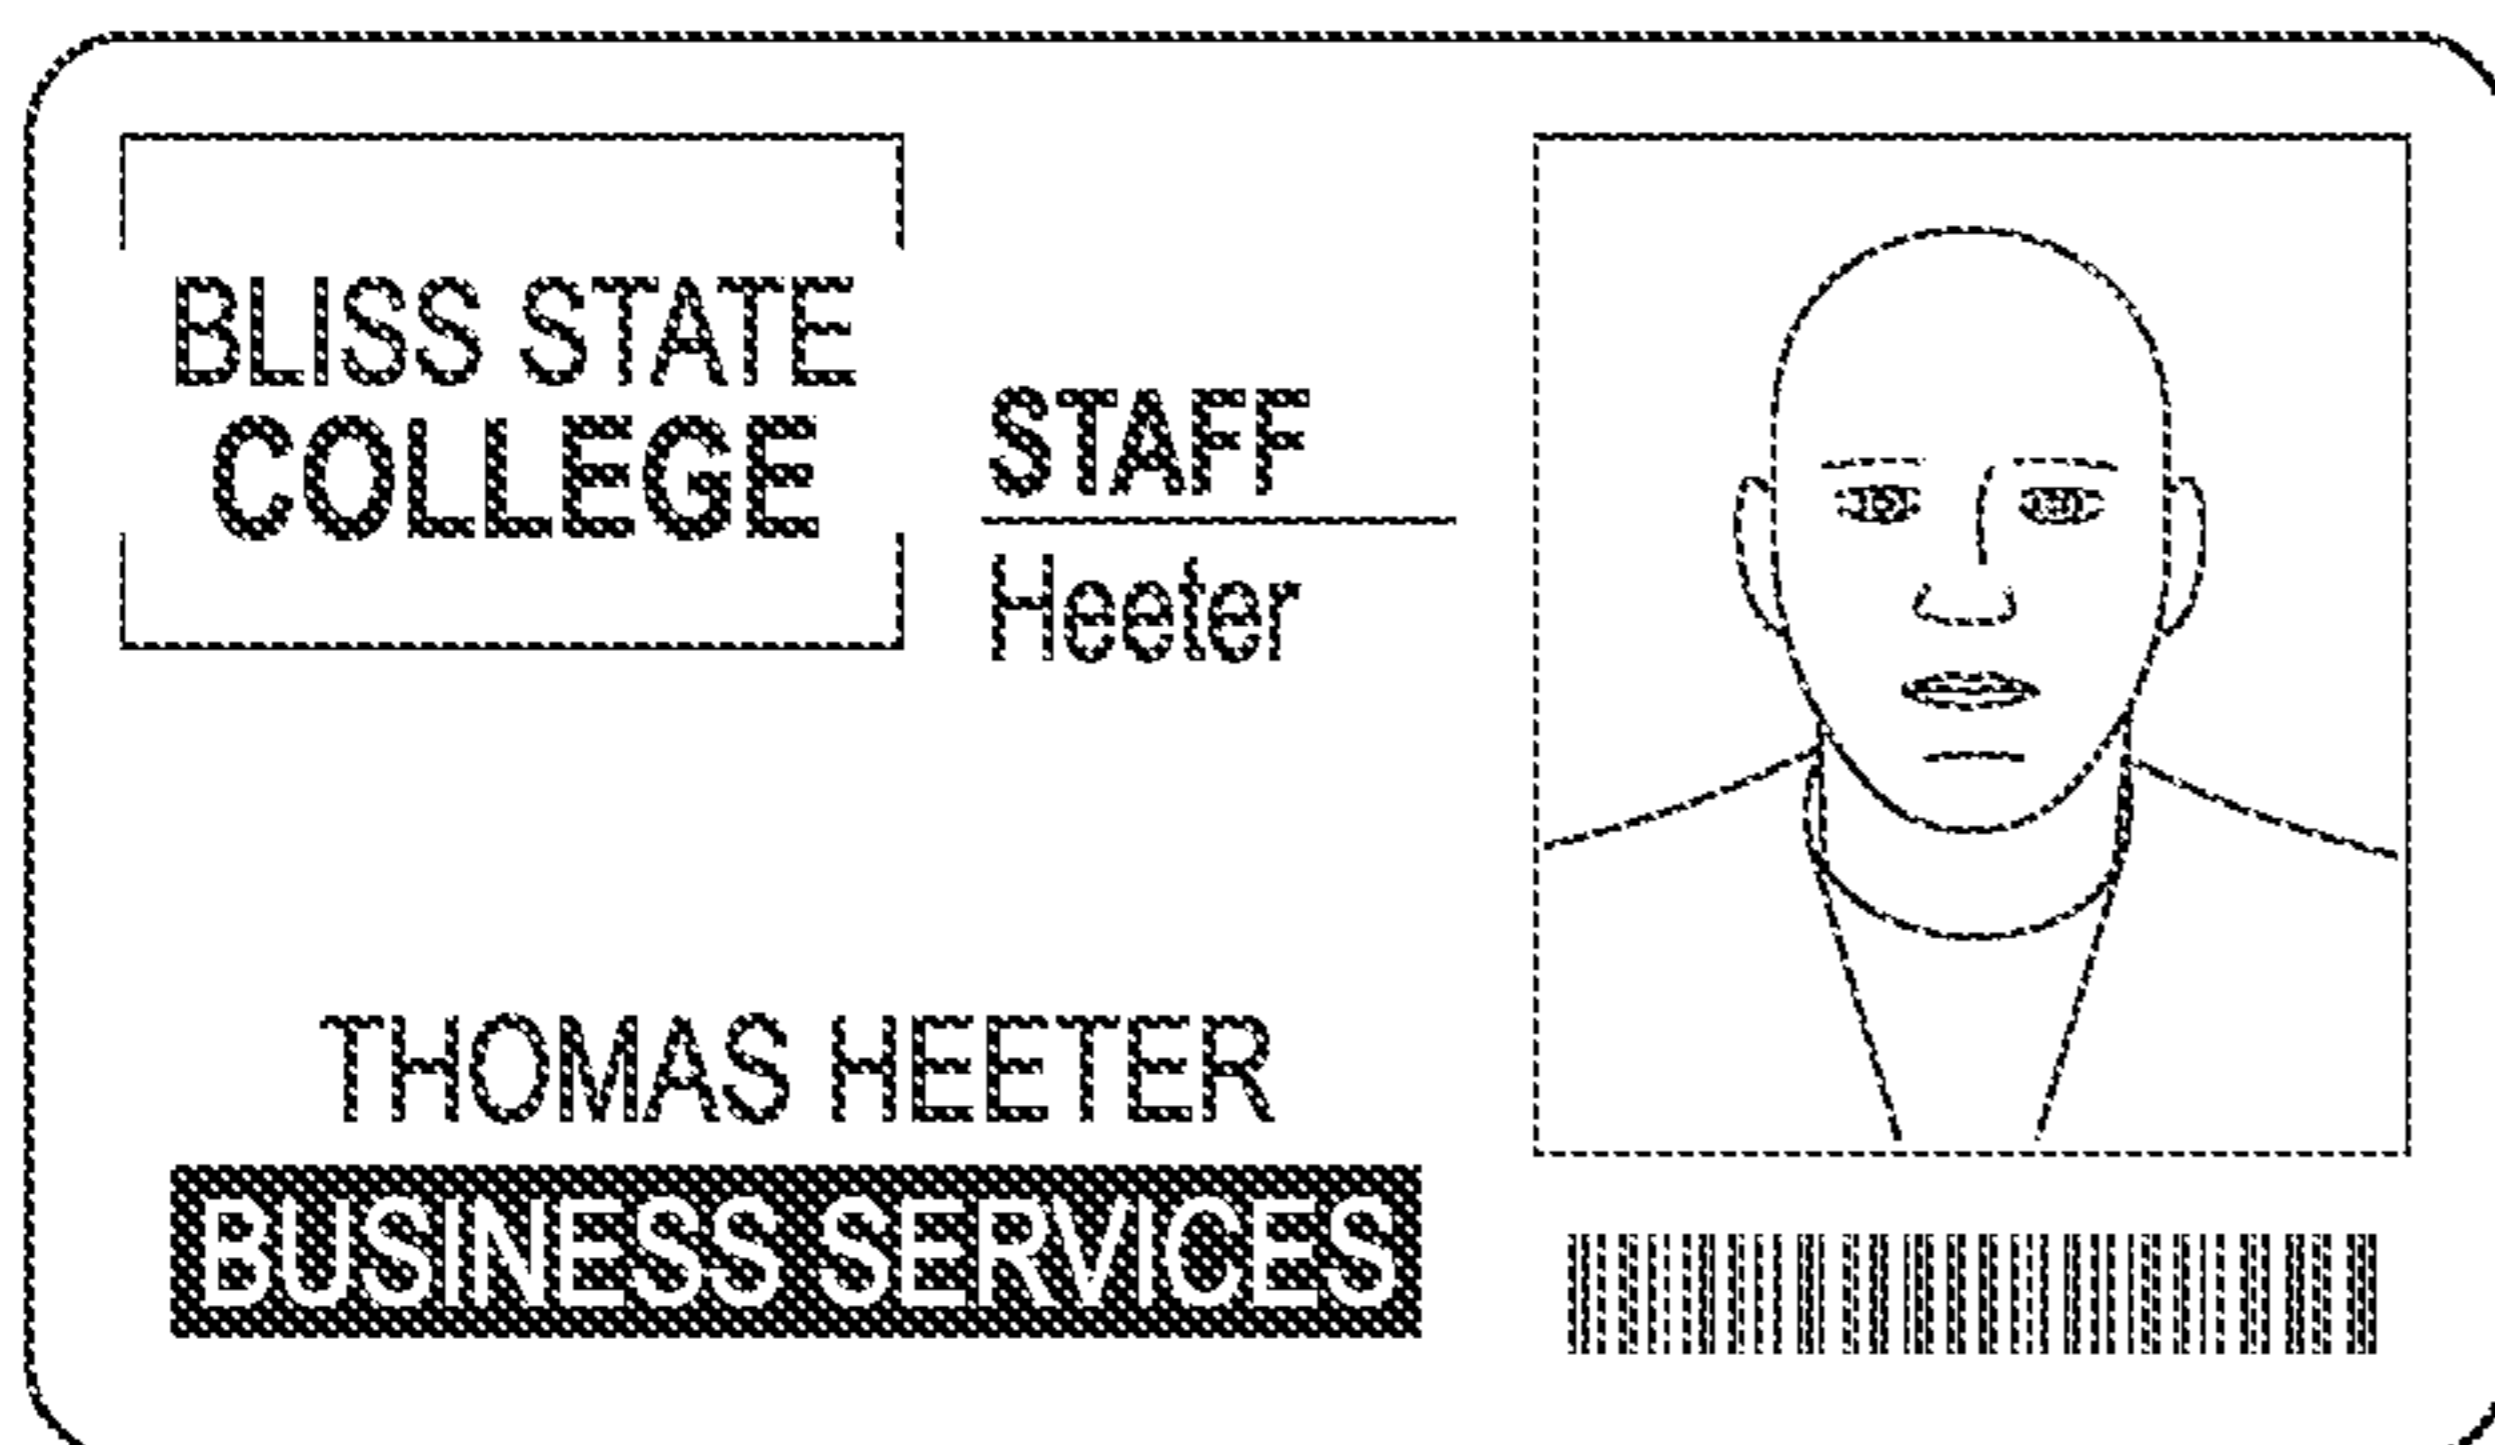 BLISS STATE
COLLEGE
STAFF
Heeter
THOMAS HEETER
BUSINESS SERVICES